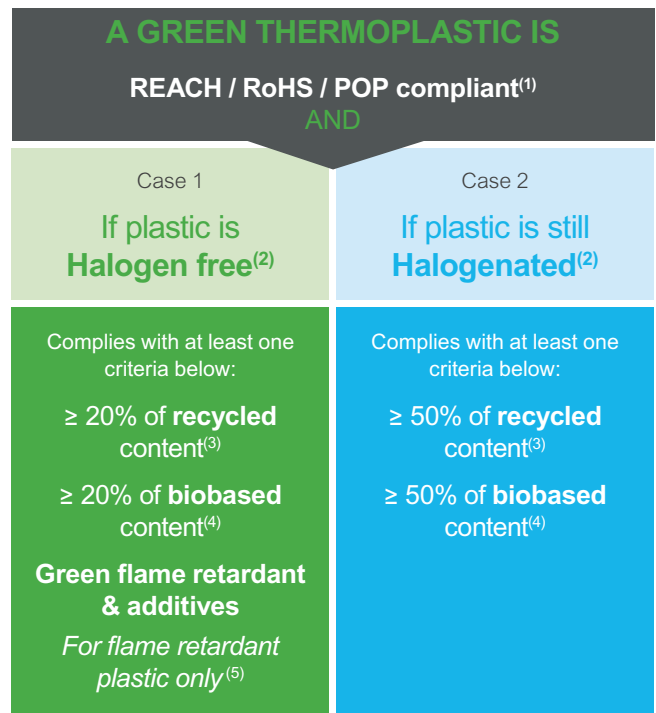 A GREEN THERMOPLASTIC IS
REACH / RoHS / POP compliant(1)
AND
Case 1
If plastic is
Halogen free(2)
Complies with at least one
criteria below:
≥ 20% of recycled
content(3)
≥ 20% of biobased
content(4)
Green flame retardant
& additives
For flame retardant
plastic only (5)
Case 2
If plastic is still
Halogenated(2)
Complies with at least one
criteria below:
≥ 50% of recycled
content(3)
≥ 50% of biobased
content(4)